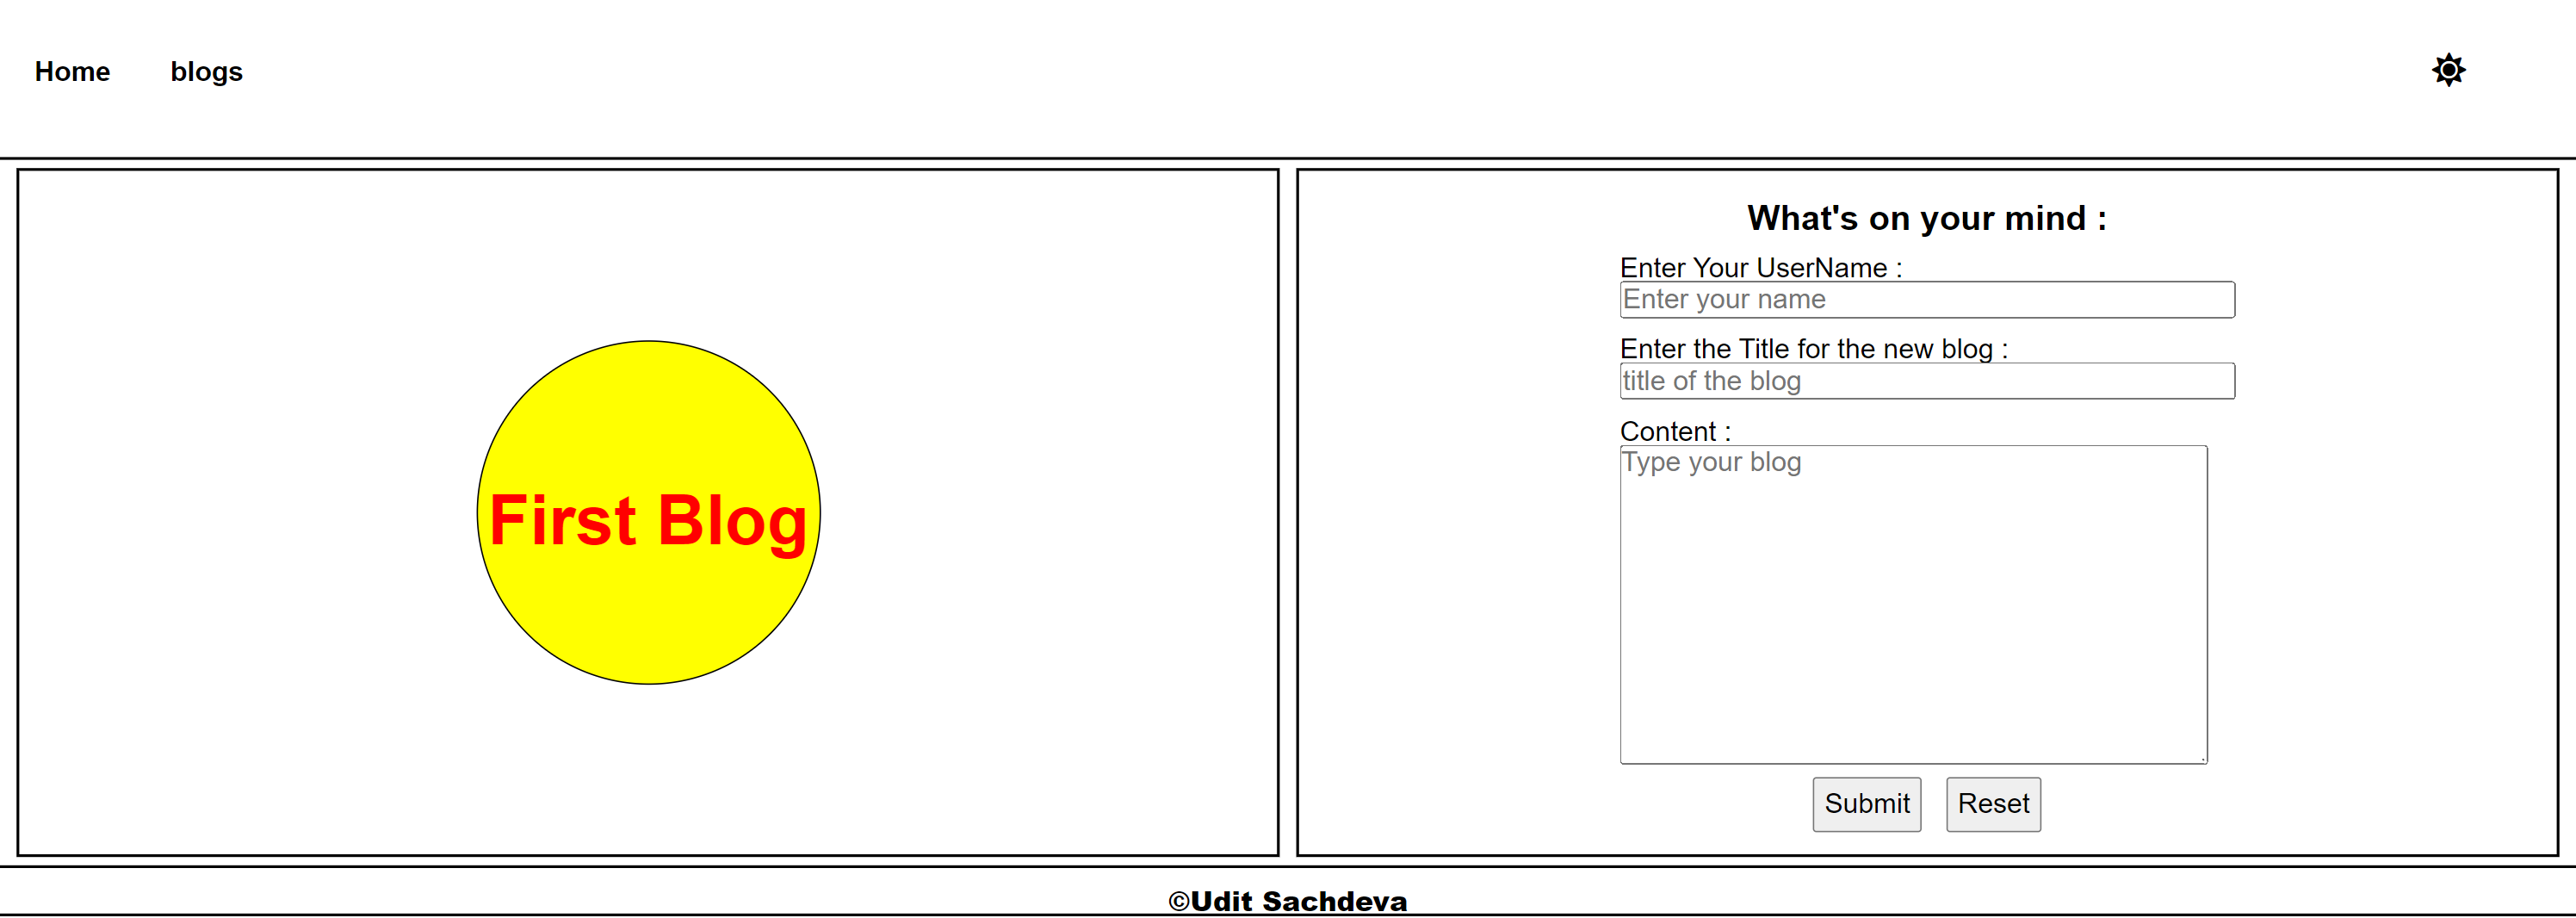 Home blogs
First Blog
What's on your mind :
Enter Your UserName :
Enter your name
Enter the Title for the new blog :
title of the blog
Content :
Type your blog
Submit Reset
©Udit Sachdeva